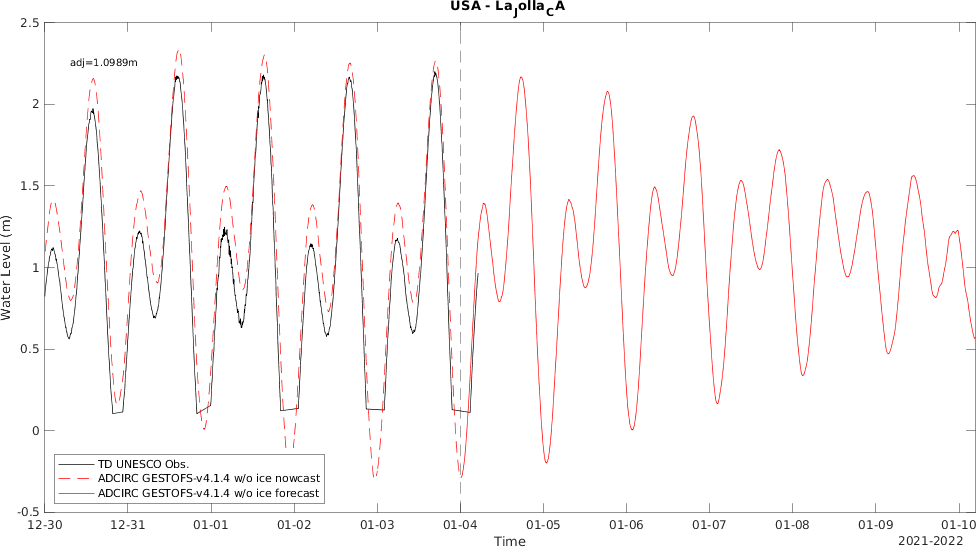 USA - LaJollaCA
adj=1.0989m
2.5
2
1.5
1
0.5
0
-0.5
Water Level (m)
TD UNESCO Obs.
ADCIRC GESTOFS-v4.1.4 w/o ice nowcast
ADCIRC GESTOFS-v4.1.4 w/o ice forecast
12-30 12-31 01-01 01-02 01-03 01-04 01-05 01-06 01-07 01-08 01-09 01-10
Time
2021-2022